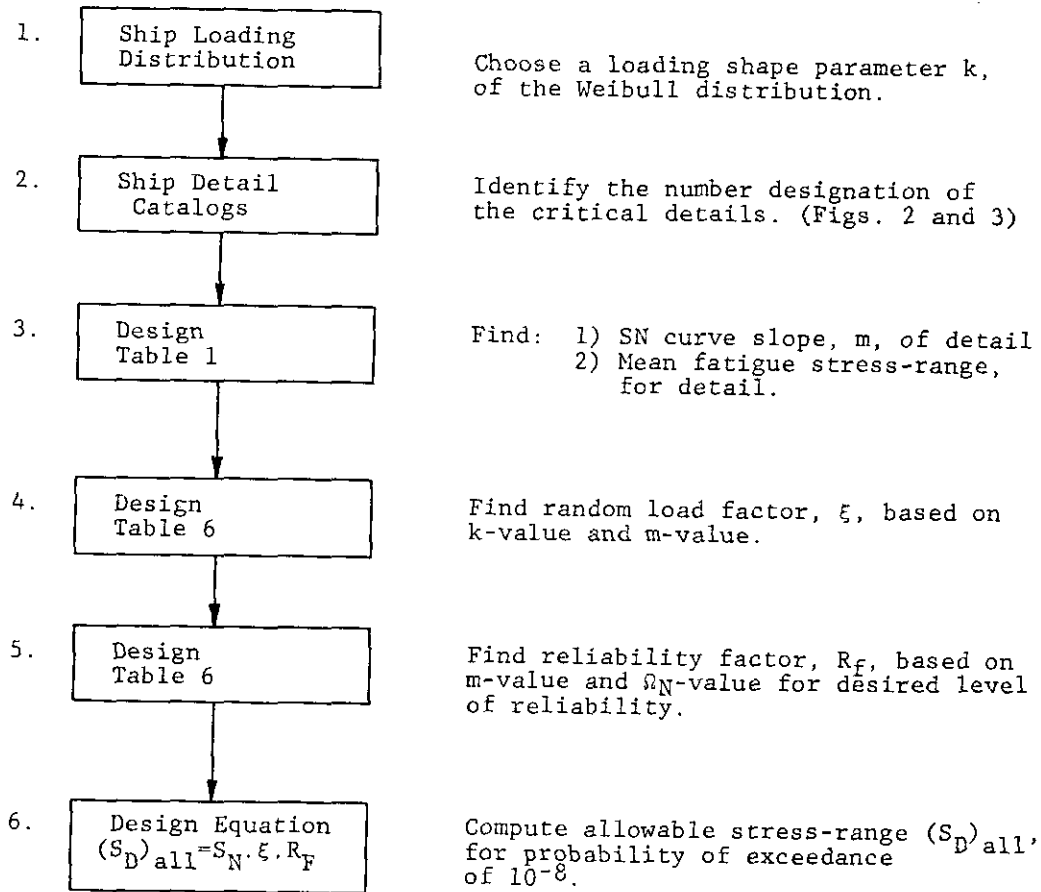 1.
Ship Loading
Distribution
Choose a loading shape parameter k,
of the Weibull distribution.
2.
Ship Detail
Catalogs
Identify the number designation of
the critical details. (Figs. 2 and 3)
3.
Design
Table 1
Find: 1) SN curve slope, m, of detail
2) Mean fatigue stress-range,
for detail.
4.
Design
Table 6
Find random load factor, ξ, based on
k-value and m-value.
5.
Design
Table 6
Find reliability factor, R_f, based on
m-value and Ω_N-value for desired level
of reliability.
6.
Design Equation
(S_D)_all=S_N.ξ.R_F
Compute allowable stress-range (S_D)_all,
for probability of exceedance
of 10⁻⁸.